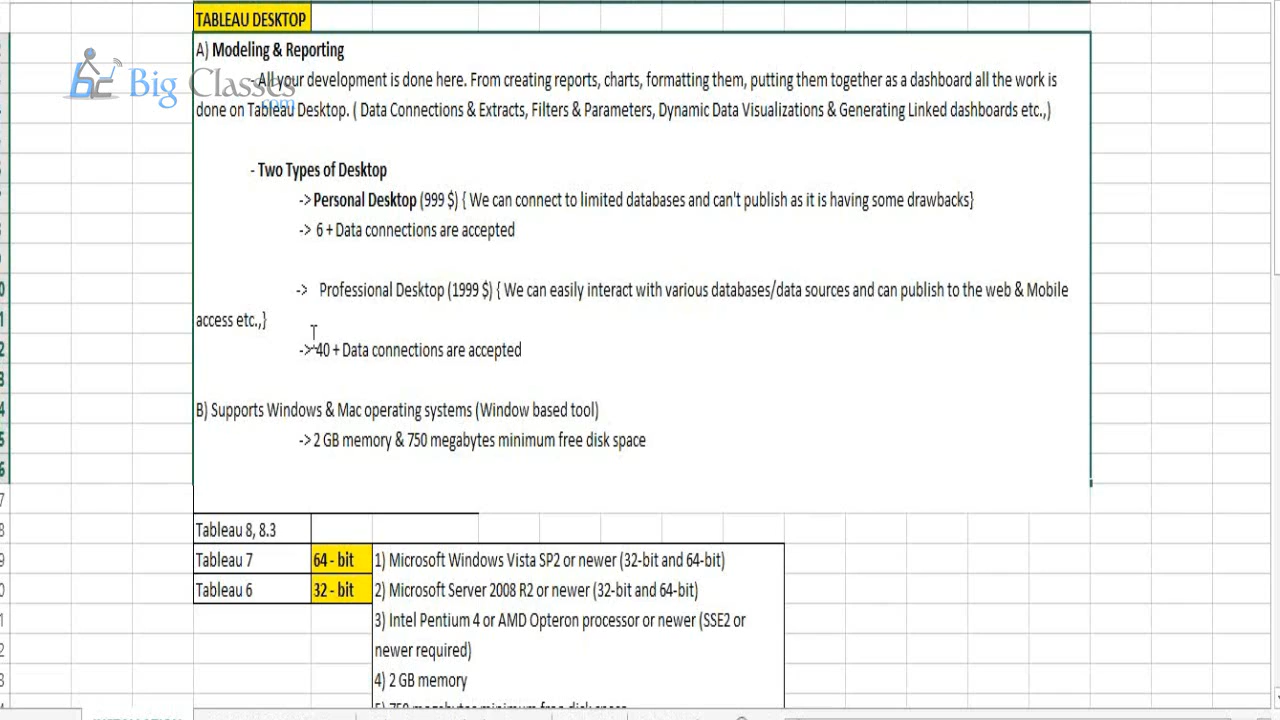 TABLEAU DESKTOP
A) Modeling & Reporting
Big Classes
.com
- All your development is done here. From creating reports, charts, formatting them, putting them together as a dashboard all the work is
done on Tableau Desktop. ( Data Connections & Extracts, Filters & Parameters, Dynamic Data Visualizations & Generating Linked dashboards etc.,)
- Two Types of Desktop
-> Personal Desktop (999 $) { We can connect to limited databases and can't publish as it is having some drawbacks}
-> 6 + Data connections are accepted
-> Professional Desktop (1999 $) { We can easily interact with various databases/data sources and can publish to the web & Mobile
access etc.,}
-> 40 + Data connections are accepted
B) Supports Windows & Mac operating systems (Window based tool)
-> 2 GB memory & 750 megabytes minimum free disk space
Tableau 8, 8.3
Tableau 7 64 - bit 1) Microsoft Windows Vista SP2 or newer (32-bit and 64-bit)
Tableau 6 32 - bit 2) Microsoft Server 2008 R2 or newer (32-bit and 64-bit)
3) Intel Pentium 4 or AMD Opteron processor or newer (SSE2 or
newer required)
4) 2 GB memory
5) 750 megabytes minimum free disk space